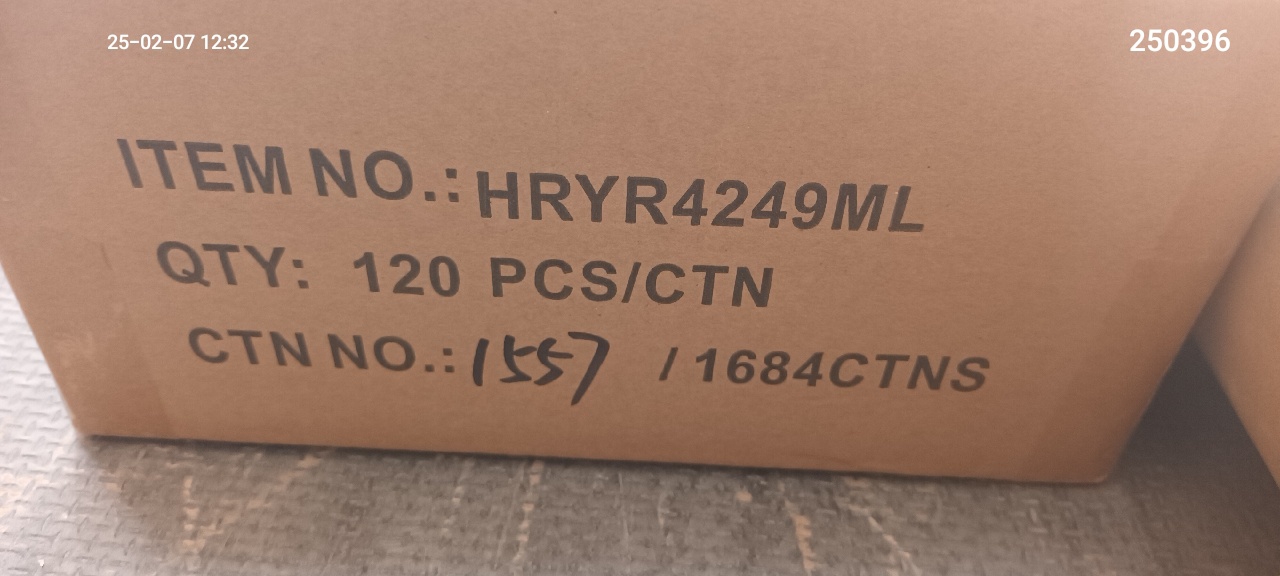 25-02-07 12:32
250396
ITEM NO.: HRYR4249ML
QTY: 120 PCS/CTN
CTN NO.: 1557 / 1684CTNS